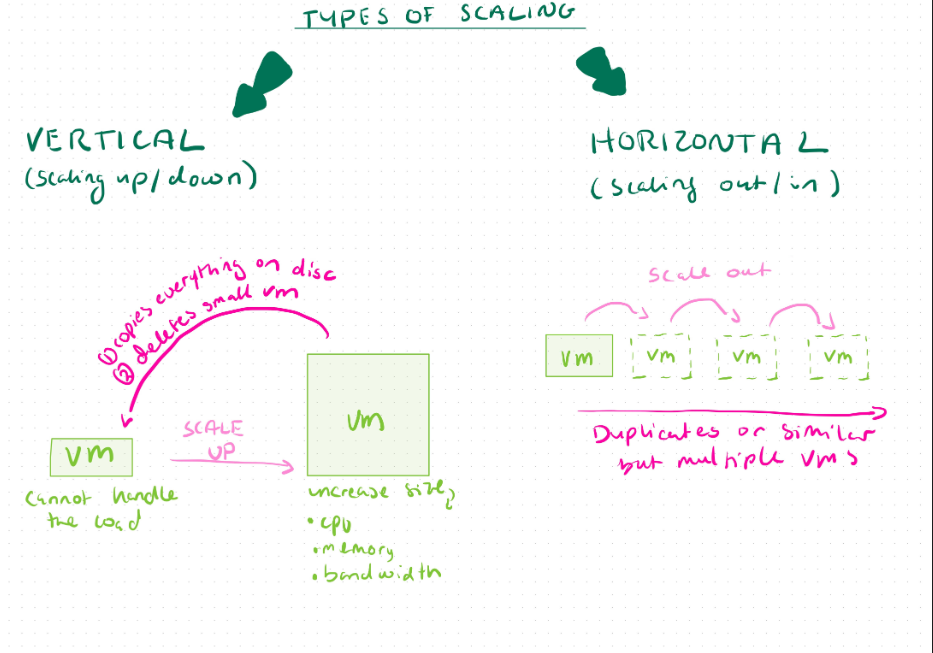 TYPES OF SCALING
VERTICAL
(scaling up/down)
HORIZONTAL
(scaling out/in)
① copies everything on disc
② deletes small vm
vm
cannot handle
the load
SCALE
UP
vm
increase size,
• cpu
• memory
• bandwidth
Scale out
vm
vm
vm
vm
Duplicates or similar
but multiple vms